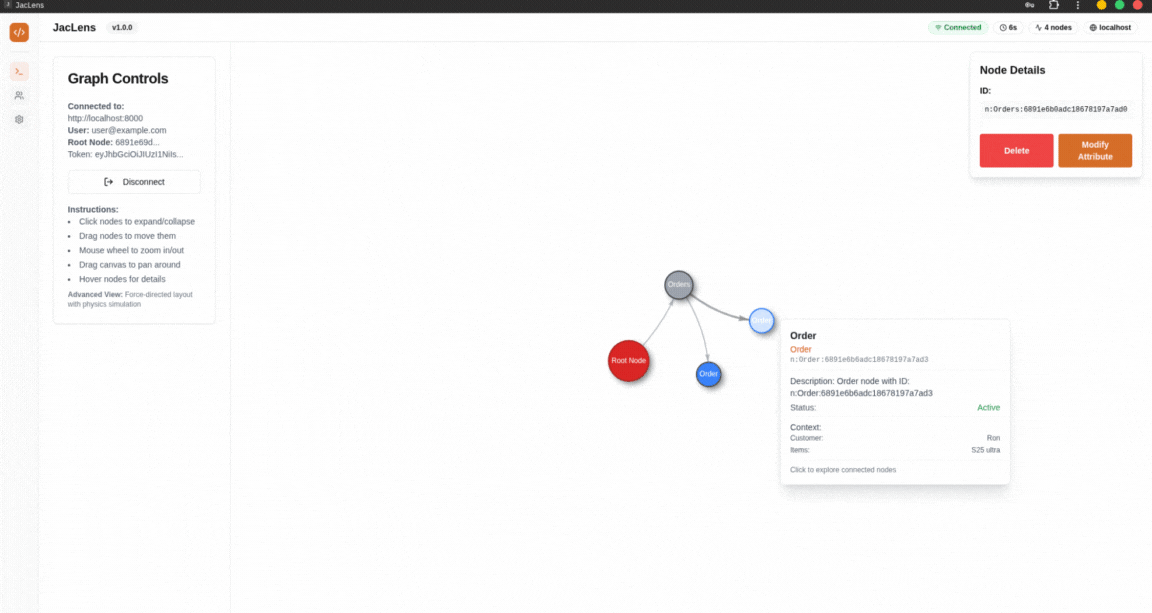 JacLens
JacLens v1.0.0
Connected
6s
4 nodes
localhost
Graph Controls
Connected to:
http://localhost:8000
User: user@example.com
Root Node: 6891e69d...
Token: eyJhbGciOiJIUzI1NiIs...
Disconnect
Instructions:
Click nodes to expand/collapse
Drag nodes to move them
Mouse wheel to zoom in/out
Drag canvas to pan around
Hover nodes for details
Advanced View: Force-directed layout
with physics simulation
Node Details
ID:
n:Orders:6891e6b0adc18678197a7ad0
Delete
Modify
Attribute
Orders
Root Node
Order
Order
Order
n:Order:6891e6b6adc18678197a7ad3
Description: Order node with ID:
n:Order:6891e6b6adc18678197a7ad3
Status: Active
Context:
Customer: Ron
Items: S25 ultra
Click to explore connected nodes